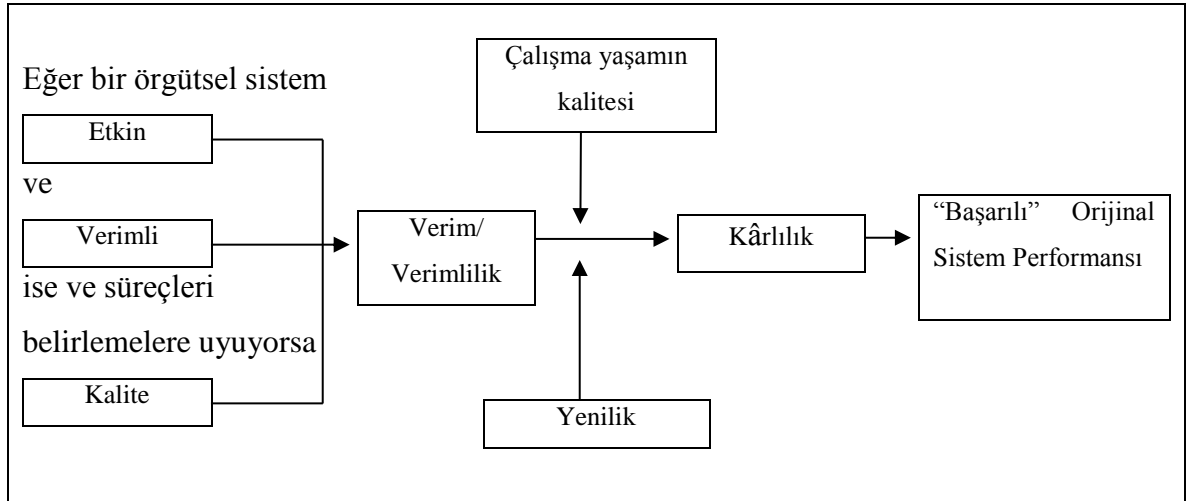 Eğer bir örgütsel sistem
Etkin
ve
Verimli
ise ve süreçleri
belirlemelere uyuyorsa
Kalite
Verim/
Verimlilik
Çalışma yaşamın
kalitesi
Yenilik
Kârlılık
“Başarılı” Orijinal
Sistem Performansı